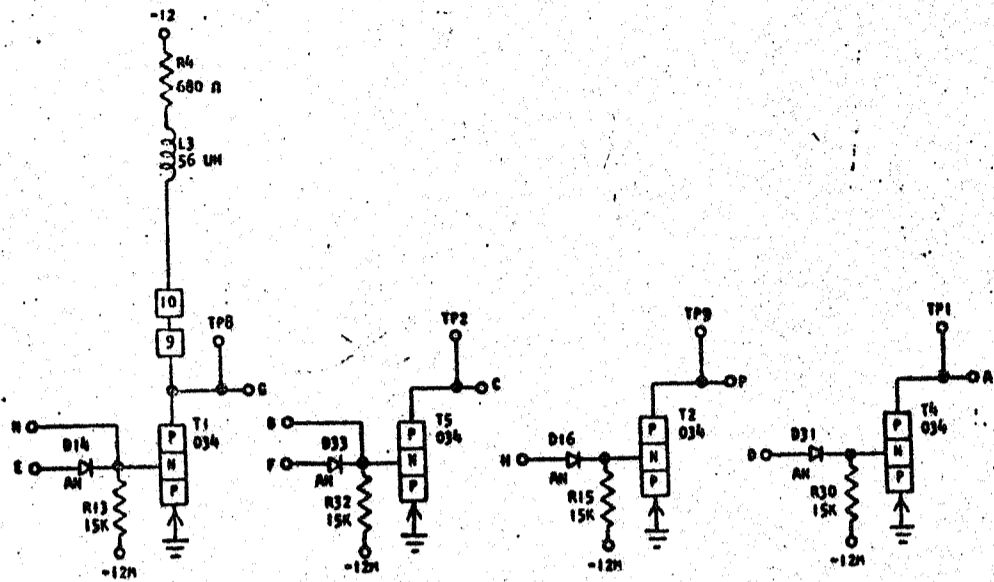 -12
R4
680 Ω
L3
56 UH
10
9
TP8
G
T1
034
P
N
P
N
E
D14
AN
R13
15K
-12M
TP2
C
T5
034
P
N
P
B
F
D33
AN
R32
15K
-12M
TP9
P
T2
034
P
N
P
H
D16
AN
R15
15K
-12M
TP1
A
T4
034
P
N
P
D
D31
AN
R30
15K
-12M